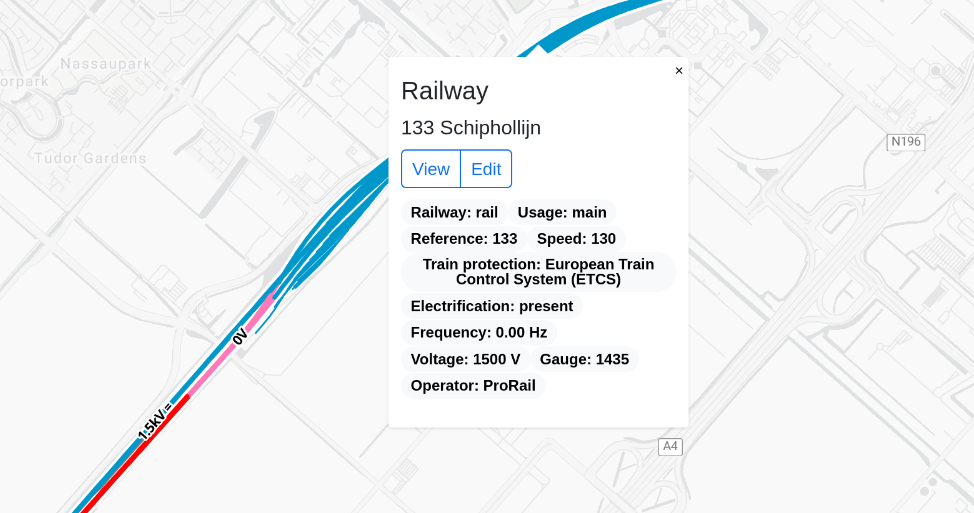 Nassaupark
orpark
Tudor Gardens
N196
A4
0V
1.5kV =
×
Railway
133 Schiphollijn
View Edit
Railway: rail Usage: main
Reference: 133 Speed: 130
Train protection: European Train
Control System (ETCS)
Electrification: present
Frequency: 0.00 Hz
Voltage: 1500 V Gauge: 1435
Operator: ProRail